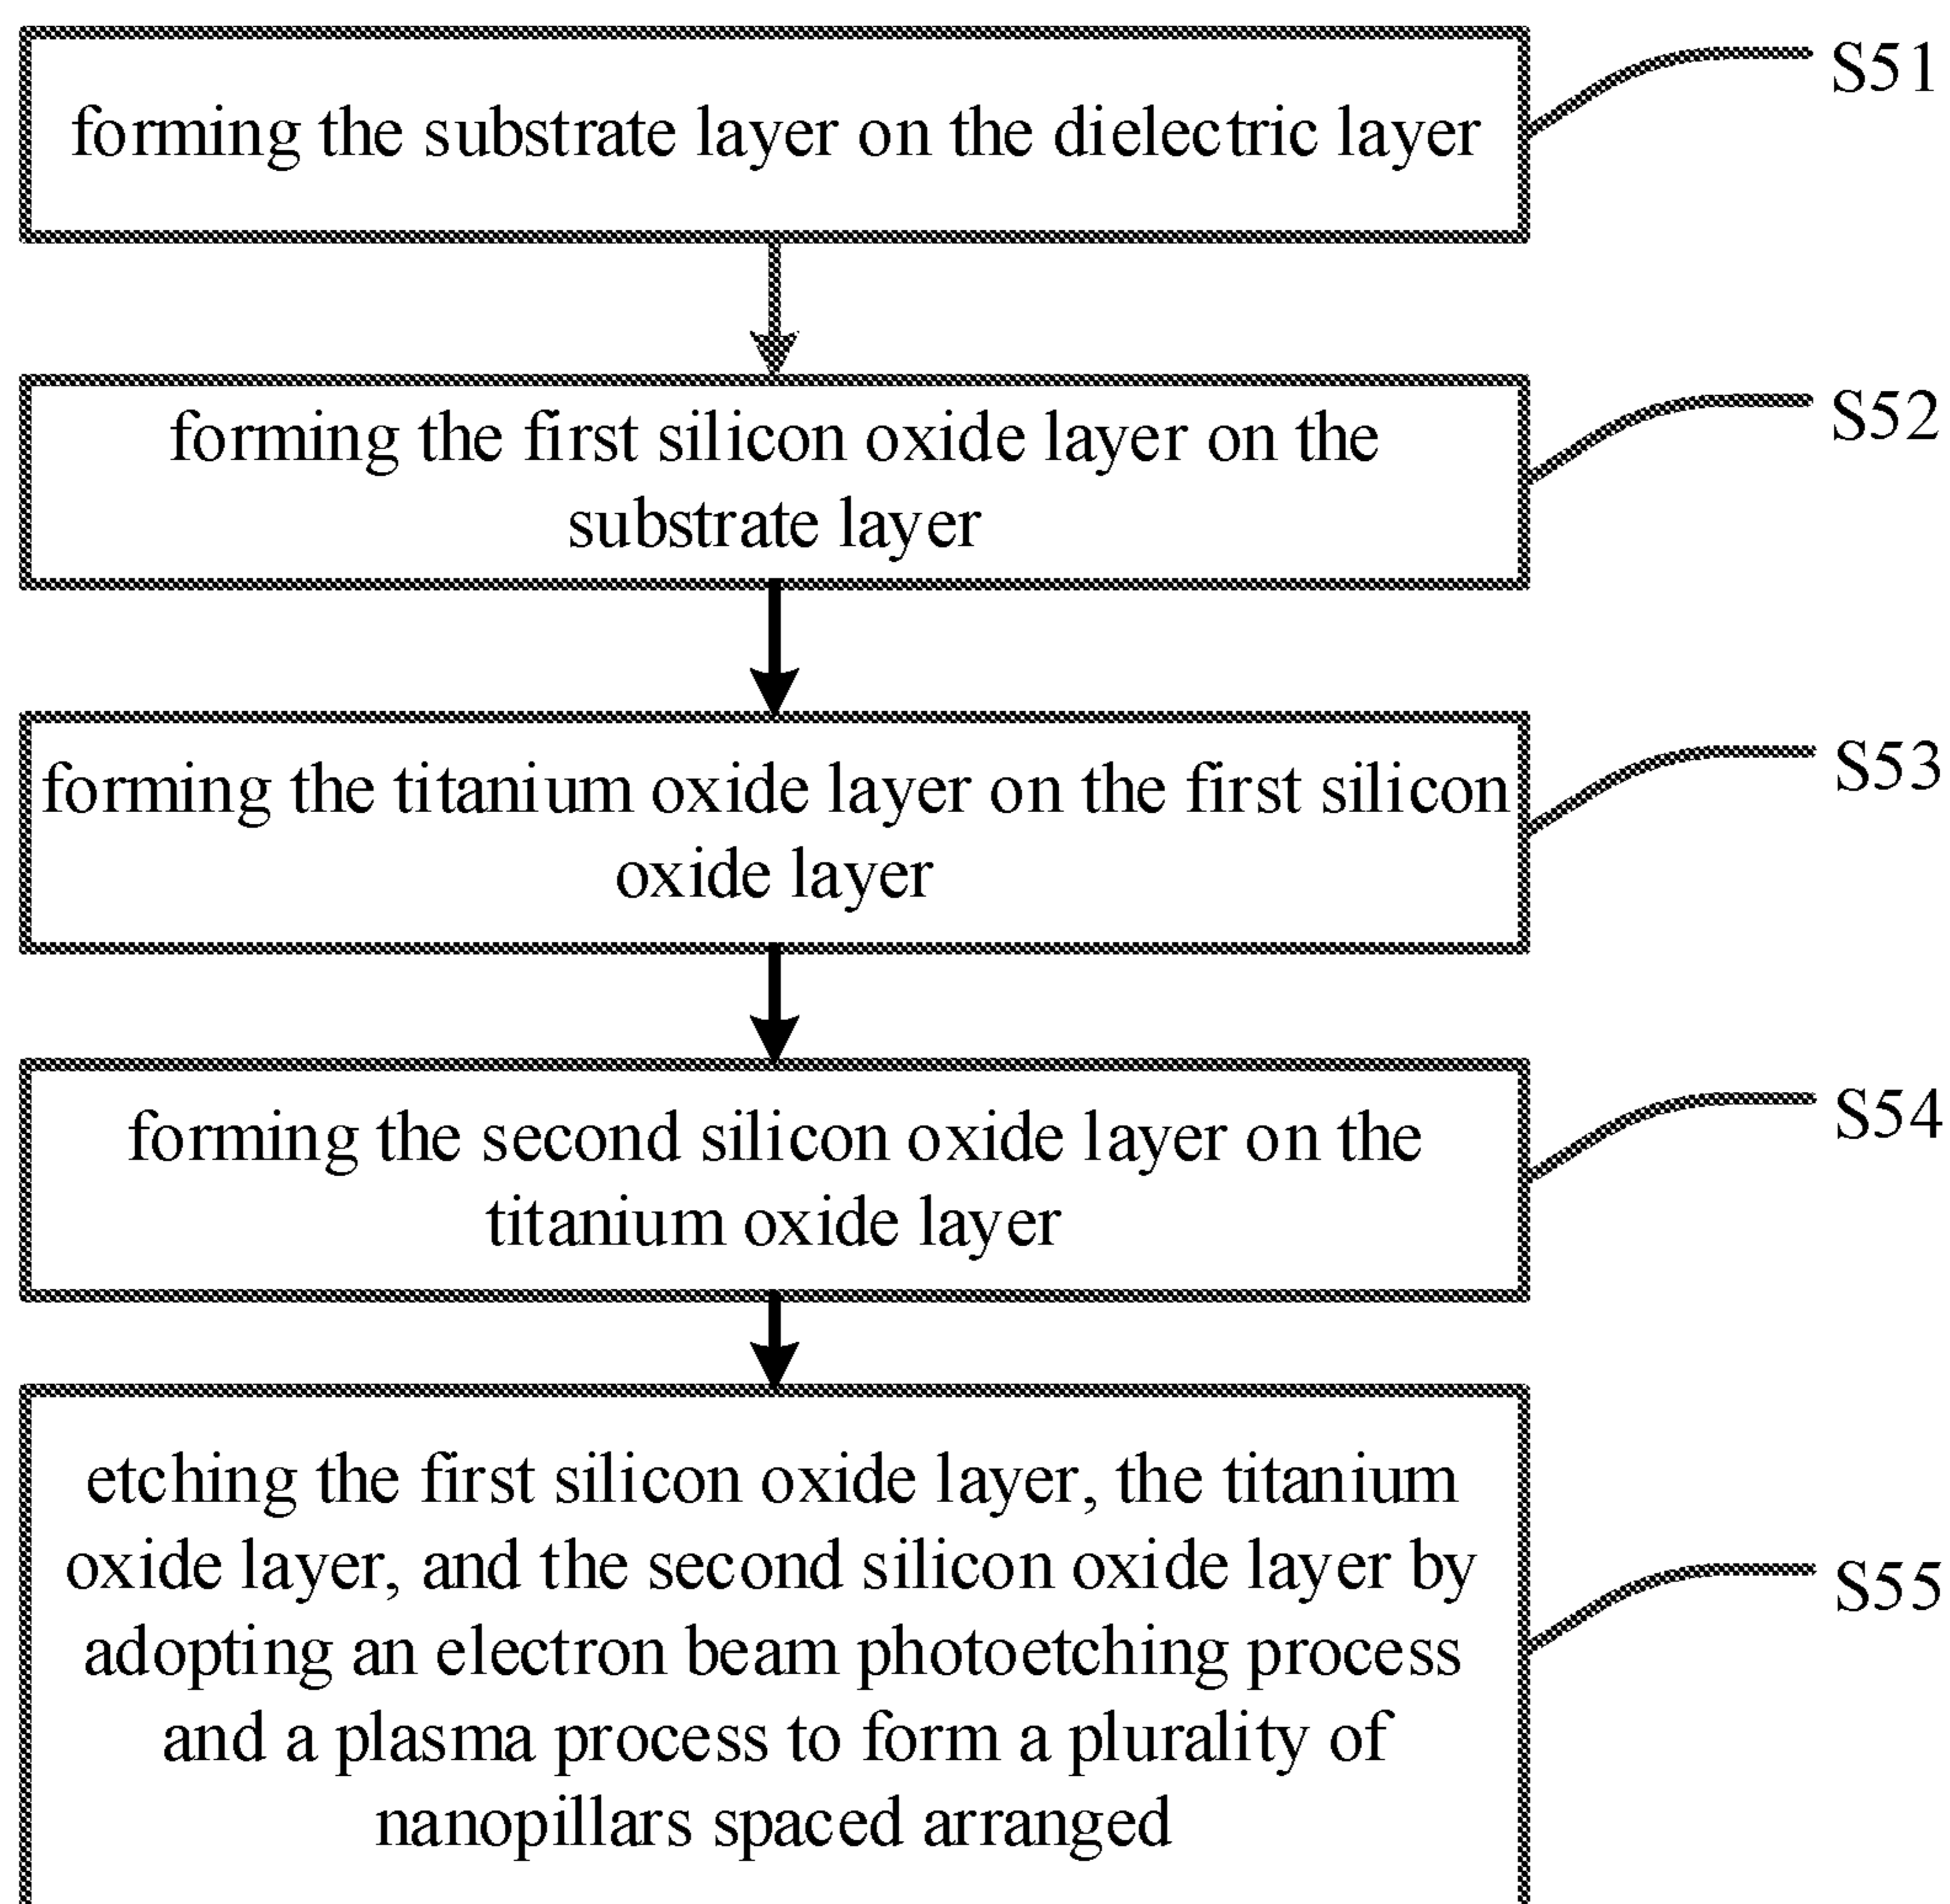 forming the substrate layer on the dielectric layer
S51
forming the first silicon oxide layer on the
substrate layer
S52
forming the titanium oxide layer on the first silicon
oxide layer
S53
forming the second silicon oxide layer on the
titanium oxide layer
S54
etching the first silicon oxide layer, the titanium
oxide layer, and the second silicon oxide layer by
adopting an electron beam photoetching process
and a plasma process to form a plurality of
nanopillars spaced arranged
S55